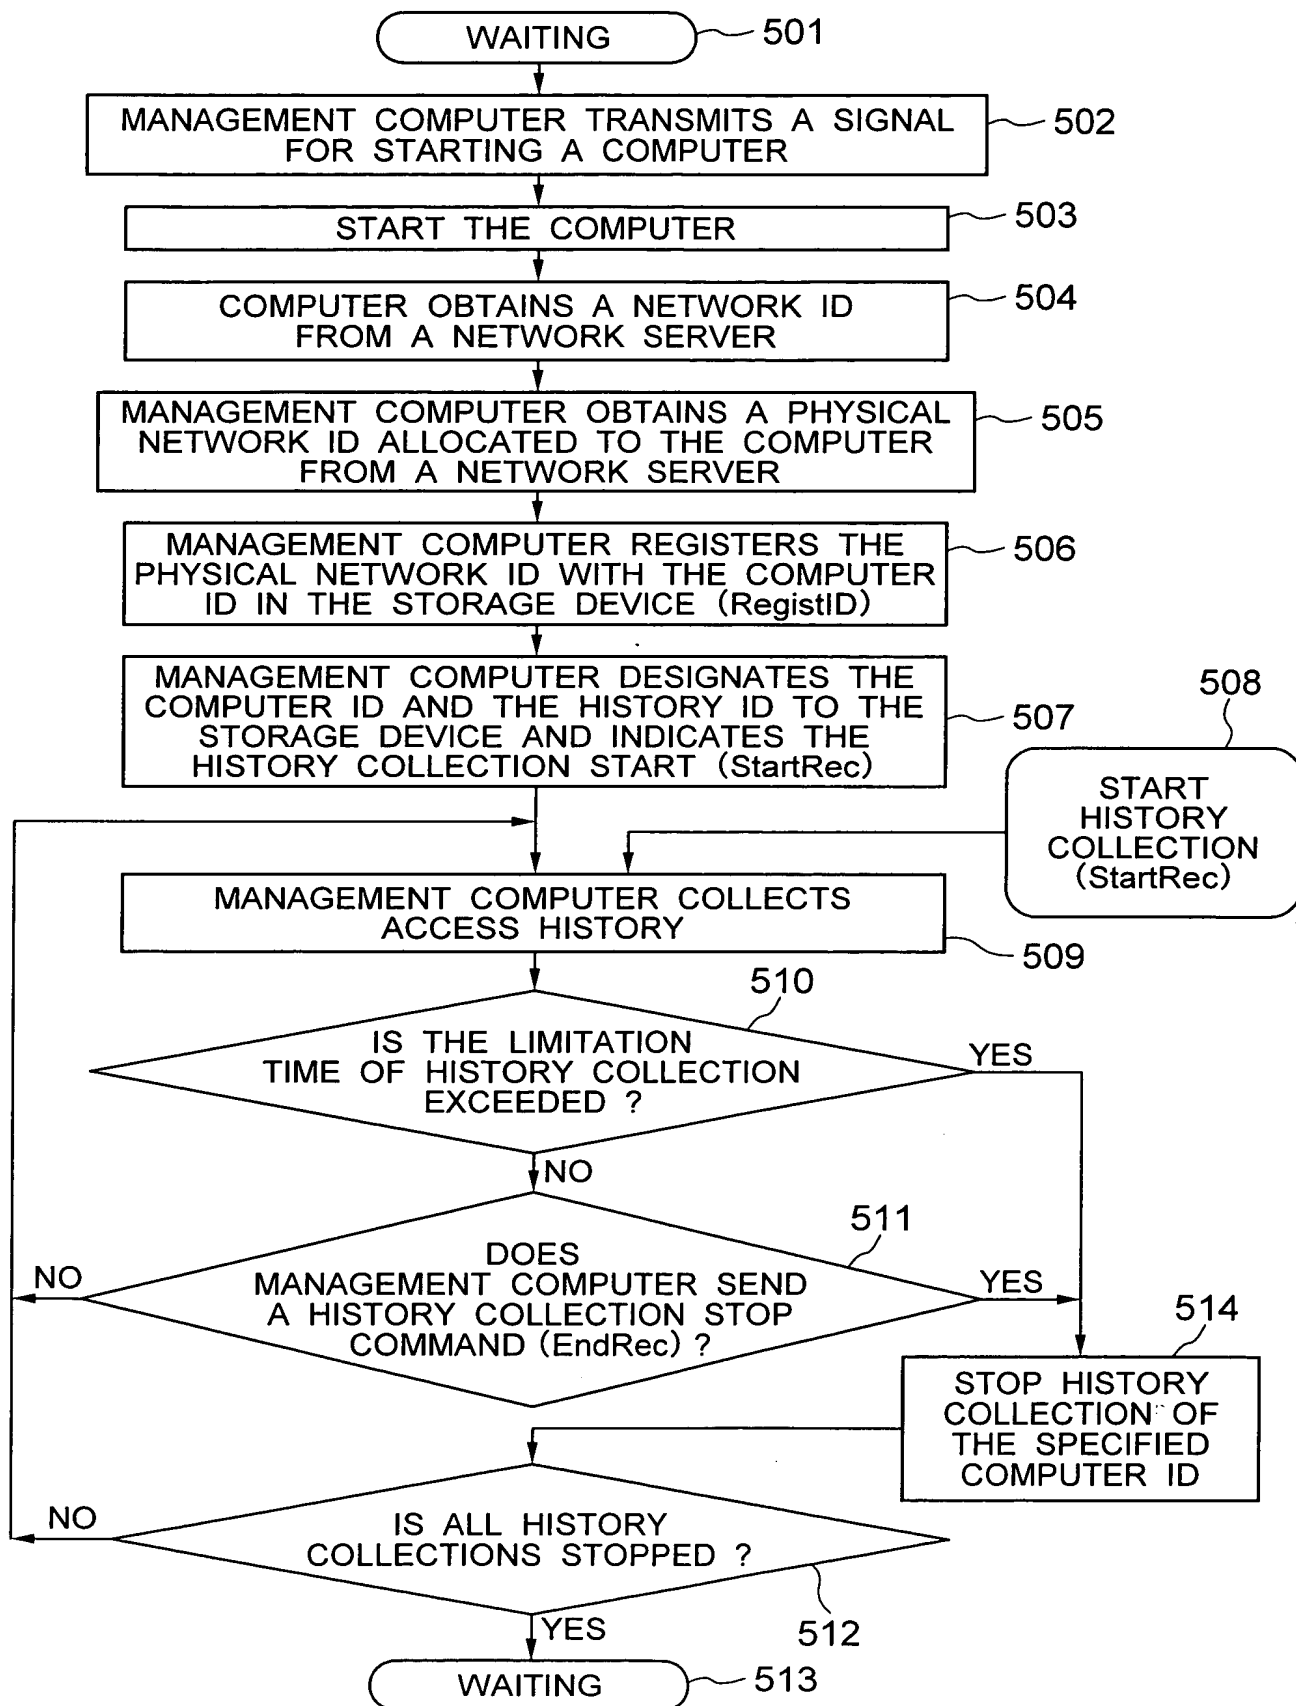 WAITING
501
MANAGEMENT COMPUTER TRANSMITS A SIGNAL
FOR STARTING A COMPUTER
502
START THE COMPUTER
503
COMPUTER OBTAINS A NETWORK ID
FROM A NETWORK SERVER
504
MANAGEMENT COMPUTER OBTAINS A PHYSICAL
NETWORK ID ALLOCATED TO THE COMPUTER
FROM A NETWORK SERVER
505
MANAGEMENT COMPUTER REGISTERS THE
PHYSICAL NETWORK ID WITH THE COMPUTER
ID IN THE STORAGE DEVICE (RegistID)
506
MANAGEMENT COMPUTER DESIGNATES THE
COMPUTER ID AND THE HISTORY ID TO THE
STORAGE DEVICE AND INDICATES THE
HISTORY COLLECTION START (StartRec)
507
508
START
HISTORY
COLLECTION
(StartRec)
MANAGEMENT COMPUTER COLLECTS
ACCESS HISTORY
509
510
IS THE LIMITATION
TIME OF HISTORY COLLECTION
EXCEEDED ?
YES
NO
511
DOES
MANAGEMENT COMPUTER SEND
A HISTORY COLLECTION STOP
COMMAND (EndRec) ?
NO
YES
514
STOP HISTORY
COLLECTION OF
THE SPECIFIED
COMPUTER ID
IS ALL HISTORY
COLLECTIONS STOPPED ?
NO
512
YES
WAITING
513